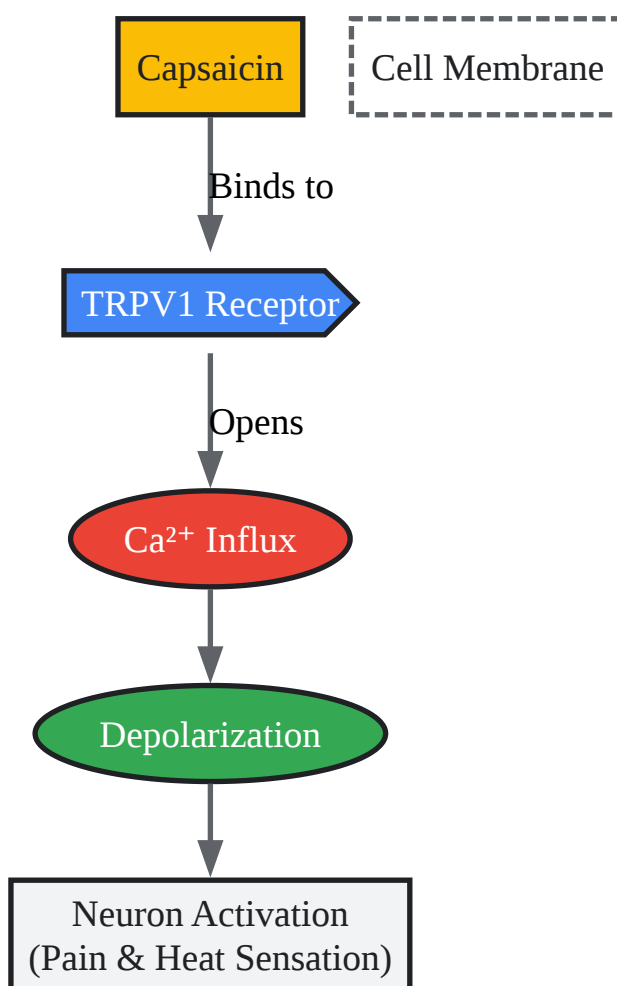 Capsaicin
Cell Membrane
Binds to
TRPV1 Receptor
Opens
Ca²⁺ Influx
Depolarization
Neuron Activation
(Pain & Heat Sensation)